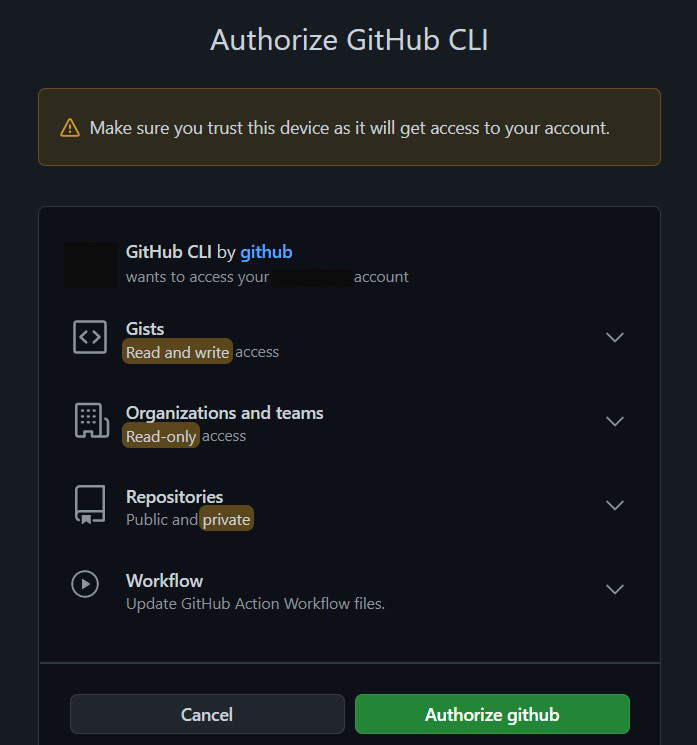 Authorize GitHub CLI
Make sure you trust this device as it will get access to your account.
GitHub CLI by github
wants to access your account
Gists
Read and write access
Organizations and teams
Read-only access
Repositories
Public and private
Workflow
Update GitHub Action Workflow files.
Cancel
Authorize github